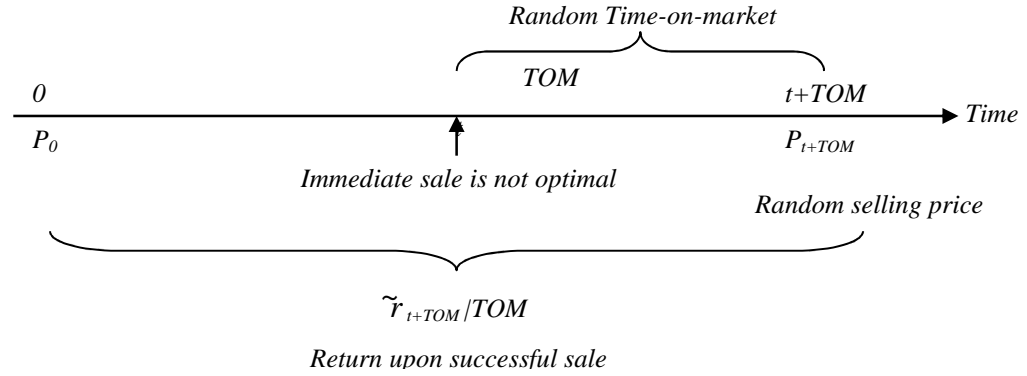 Random Time-on-market
TOM
0
t+TOM
Time
P₀
Pₜ₊TOM
Immediate sale is not optimal
Random selling price
r̃ t+TOM/TOM
Return upon successful sale